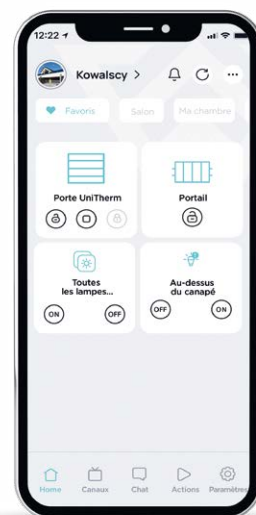 12:22
Kowalscy >
Favoris
Salon
Ma chambre
Porte UniTherm
Portail
Toutes
les lampes...
ON
OFF
Au-dessus
du canapé
OFF
ON
Home
Canaux
Chat
Actions
Paramètres